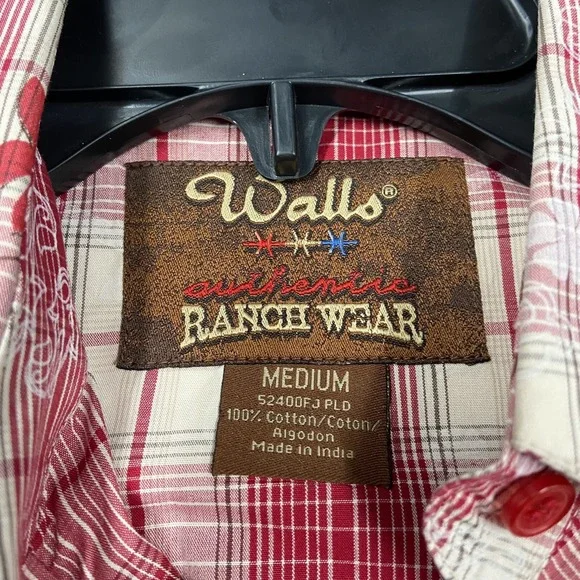 Walls®
authentic
RANCH WEAR
MEDIUM
52400FJ PLD
100% Cotton/Coton/
Algodon
Made in India